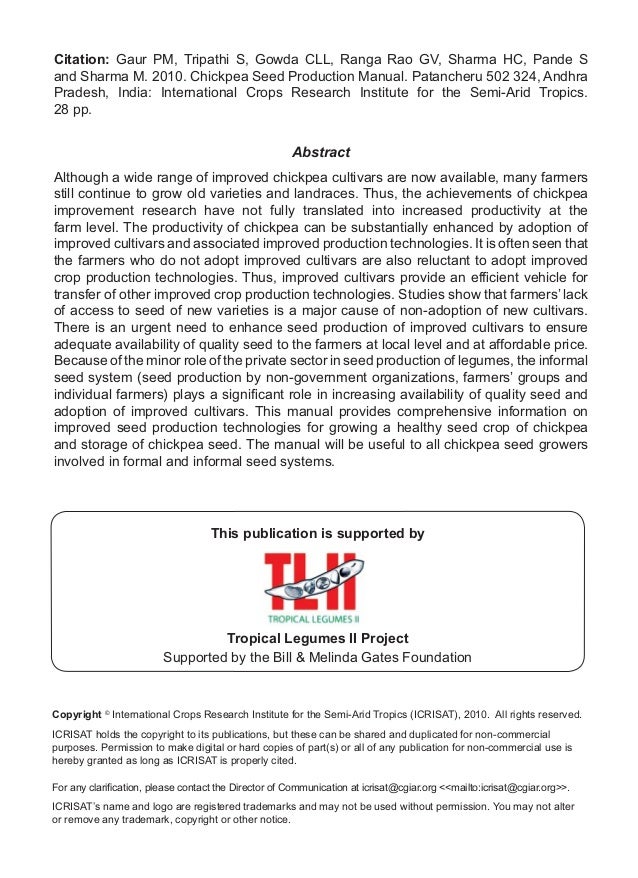 Citation: Gaur PM, Tripathi S, Gowda CLL, Ranga Rao GV, Sharma HC, Pande S
and Sharma M. 2010. Chickpea Seed Production Manual. Patancheru 502 324, Andhra
Pradesh, India: International Crops Research Institute for the Semi-Arid Tropics.
28 pp.
Abstract
Although a wide range of improved chickpea cultivars are now available, many farmers
still continue to grow old varieties and landraces. Thus, the achievements of chickpea
improvement research have not fully translated into increased productivity at the
farm level. The productivity of chickpea can be substantially enhanced by adoption of
improved cultivars and associated improved production technologies. It is often seen that
the farmers who do not adopt improved cultivars are also reluctant to adopt improved
crop production technologies. Thus, improved cultivars provide an efficient vehicle for
transfer of other improved crop production technologies. Studies show that farmers' lack
of access to seed of new varieties is a major cause of non-adoption of new cultivars.
There is an urgent need to enhance seed production of improved cultivars to ensure
adequate availability of quality seed to the farmers at local level and at affordable price.
Because of the minor role of the private sector in seed production of legumes, the informal
seed system (seed production by non-government organizations, farmers' groups and
individual farmers) plays a significant role in increasing availability of quality seed and
adoption of improved cultivars. This manual provides comprehensive information on
improved seed production technologies for growing a healthy seed crop of chickpea
and storage of chickpea seed. The manual will be useful to all chickpea seed growers
involved in formal and informal seed systems.
This publication is supported by
TLII
TROPICAL LEGUMES II
Tropical Legumes II Project
Supported by the Bill & Melinda Gates Foundation
Copyright © International Crops Research Institute for the Semi-Arid Tropics (ICRISAT), 2010. All rights reserved.
ICRISAT holds the copyright to its publications, but these can be shared and duplicated for non-commercial
purposes. Permission to make digital or hard copies of part(s) or all of any publication for non-commercial use is
hereby granted as long as ICRISAT is properly cited.
For any clarification, please contact the Director of Communication at icrisat@cgiar.org <<mailto:icrisat@cgiar.org>>.
ICRISAT's name and logo are registered trademarks and may not be used without permission. You may not alter
or remove any trademark, copyright or other notice.